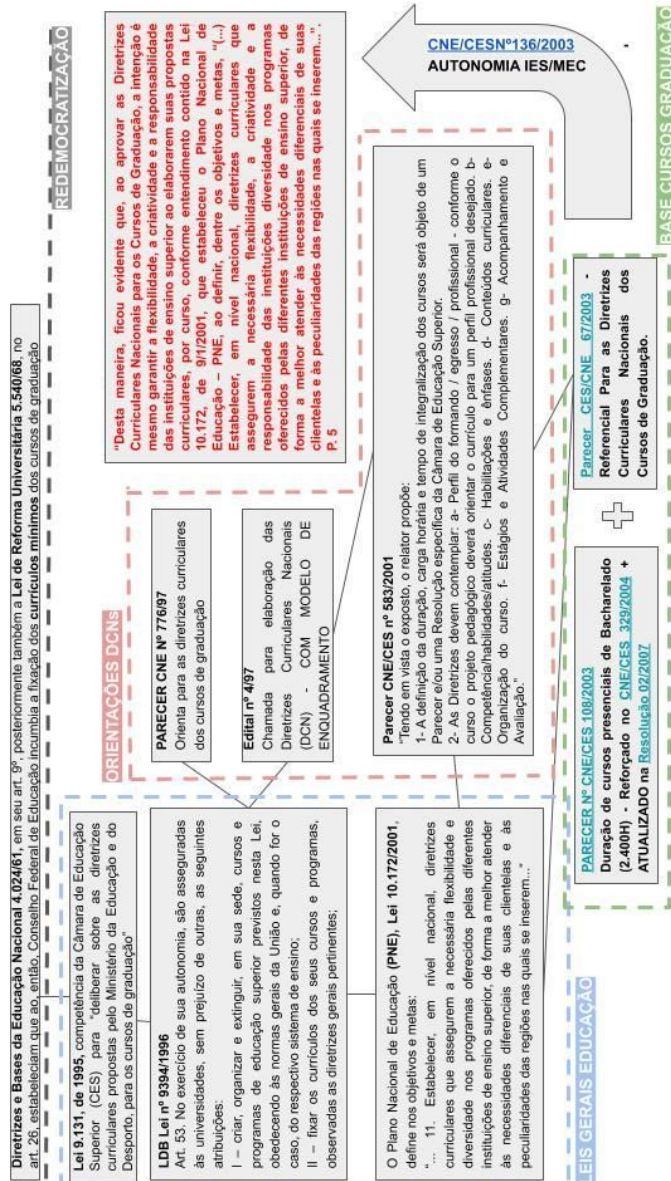 Diretrizes e Bases da Educação Nacional 4.024/61, em seu art. 9º, posteriormente também a Lei de Reforma Universitária 5.540/68, no
art. 26, estabeleciam que ao, então, Conselho Federal de Educação incumbia a fixação dos currículos mínimos dos cursos de graduação
REDEMOCRATIZAÇÃO
Lei 9.131, de 1995, competência da Câmara de Educação
Superior (CES) para "deliberar sobre as diretrizes
curriculares propostas pelo Ministério da Educação e do
Desporto, para os cursos de graduação"
LDB Lei nº 9394/1996
Art. 53. No exercício de sua autonomia, são asseguradas
às universidades, sem prejuízo de outras, as seguintes
atribuições:
I – criar, organizar e extinguir, em sua sede, cursos e
programas de educação superior previstos nesta Lei,
obedecendo às normas gerais da União e, quando for o
caso, do respectivo sistema de ensino;
II – fixar os currículos dos seus cursos e programas,
observadas as diretrizes gerais pertinentes;
O Plano Nacional de Educação (PNE), Lei 10.172/2001,
define nos objetivos e metas:
"... 11. Estabelecer, em nível nacional, diretrizes
curriculares que assegurem a necessária flexibilidade e
diversidade nos programas oferecidos pelas diferentes
instituições de ensino superior, de forma a melhor atender
às necessidades diferenciais de suas clientelas e às
peculiaridades das regiões nas quais se inserem..."
LEIS GERAIS EDUCAÇÃO
ORIENTAÇÕES DCNs
PARECER CNE Nº 776/97
Orienta para as diretrizes curriculares
dos cursos de graduação
Edital nº 4/97
Chamada para elaboração das
Diretrizes Curriculares Nacionais
(DCN) - COM MODELO DE
ENQUADRAMENTO
Parecer CNE/CES nº 583/2001
"Tendo em vista o exposto, o relator propõe:
1- A definição da duração, carga horária e tempo de integralização dos cursos será objeto de um
Parecer e/ou uma Resolução específica da Câmara de Educação Superior.
2- As Diretrizes devem contemplar: a- Perfil do formando / egresso / profissional - conforme o
curso o projeto pedagógico deverá orientar o currículo para um perfil profissional desejado. b-
Competência/habilidades/atitudes. c- Habilitações e ênfases. d- Conteúdos curriculares. e-
Organização do curso. f- Estágios e Atividades Complementares. g- Acompanhamento e
Avaliação."
"Desta maneira, ficou evidente que, ao aprovar as Diretrizes
Curriculares Nacionais para os Cursos de Graduação, a intenção é
mesmo garantir a flexibilidade, a criatividade e a responsabilidade
das instituições de ensino superior ao elaborarem suas propostas
curriculares, por curso, conforme entendimento contido na Lei
10.172, de 9/1/2001, que estabeleceu o Plano Nacional de
Educação – PNE, ao definir, dentre os objetivos e metas, "(...)
Estabelecer, em nível nacional, diretrizes curriculares que
assegurem a necessária flexibilidade, a criatividade e a
responsabilidade das instituições diversidade nos programas
oferecidos pelas diferentes instituições de ensino superior, de
forma a melhor atender às necessidades diferenciais de suas
clientelas e às peculiaridades das regiões nas quais se inserem...".
P. 5
CNE/CESNº136/2003 -
AUTONOMIA IES/MEC
PARECER Nº CNE/CES 108/2003
Duração de cursos presenciais de Bacharelado
(2.400H) - Reforçado no CNE/CES 329/2004 +
ATUALIZADO na Resolução 02/2007
Parecer CES/CNE 67/2003 -
Referencial Para as Diretrizes
Curriculares Nacionais dos
Cursos de Graduação.
BASE CURSOS GRADUAÇÃO